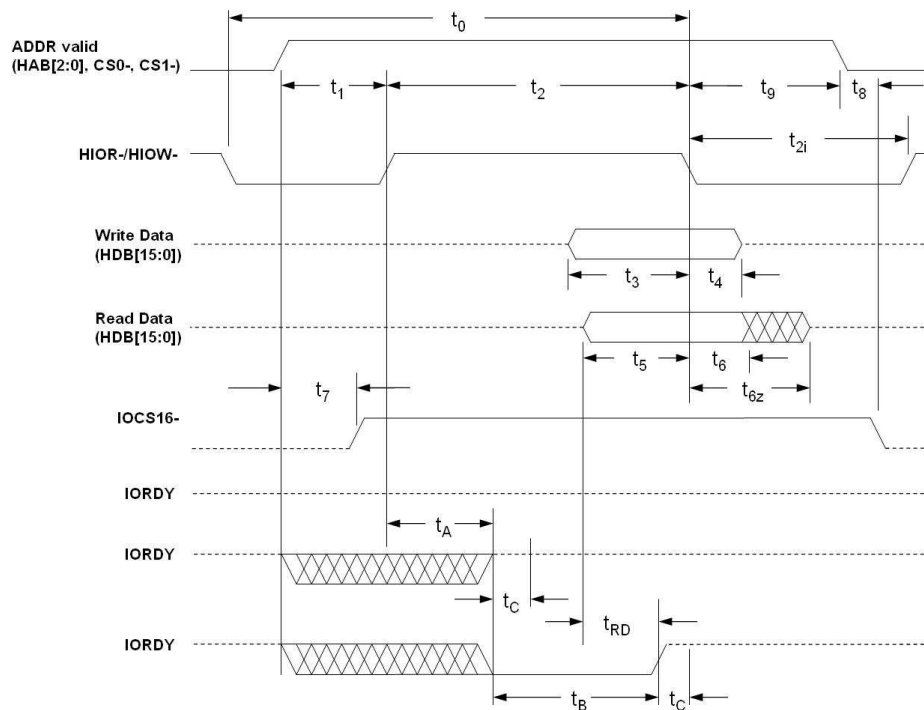 t0
ADDR valid
(HAB[2:0], CS0-, CS1-)
t1
t2
t9
t8
HIOR-/HIOW-
t2i
Write Data
(HDB[15:0])
t3
t4
Read Data
(HDB[15:0])
t5
t6
t7
t6z
IOCS16-
IORDY
tA
IORDY
tC
tRD
IORDY
tB
tC